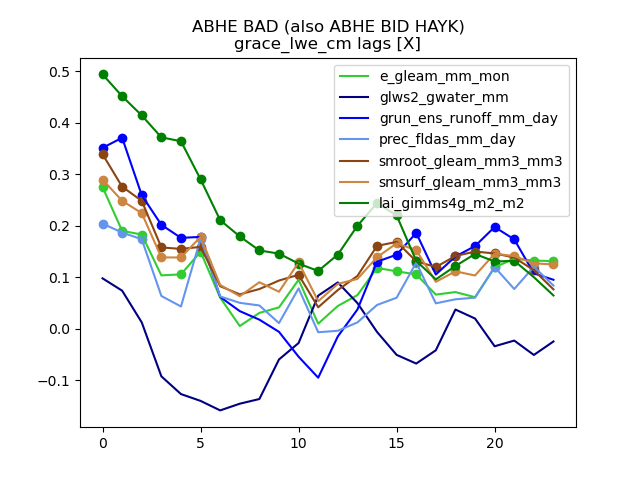 ABHE BAD (also ABHE BID HAYK)
grace_lwe_cm lags [X]
e_gleam_mm_mon
glws2_gwater_mm
grun_ens_runoff_mm_day
prec_fldas_mm_day
smroot_gleam_mm3_mm3
smsurf_gleam_mm3_mm3
lai_gimms4g_m2_m2
0.5
0.4
0.3
0.2
0.1
0.0
−0.1
0 5 10 15 20